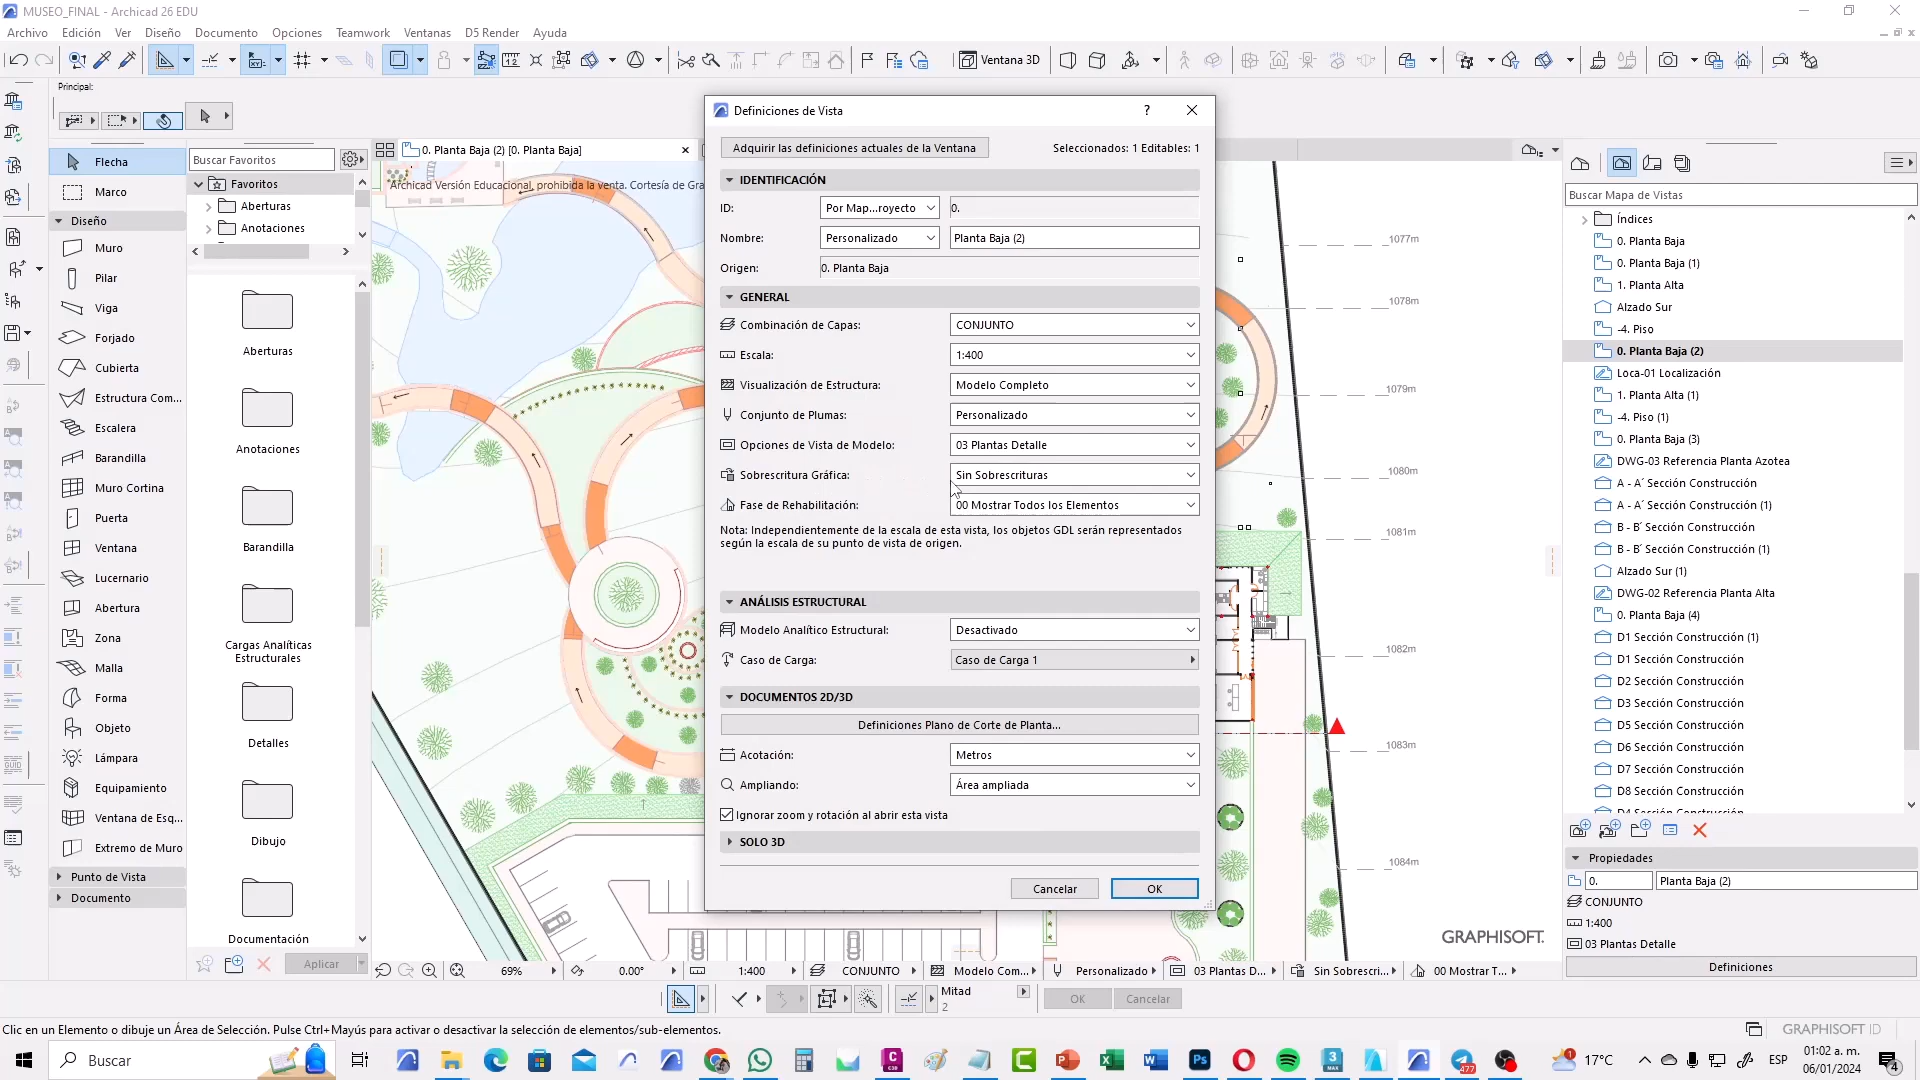 MUSEO_FINAL - Archicad 26 EDU
Archivo Edición Ver Diseño Documento Opciones Teamwork Ventanas D5 Render Ayuda
Ventana 3D
Principal:
Flecha
Marco
Diseño
Muro
Pilar
Viga
Forjado
Cubierta
Estructura Com...
Escalera
Barandilla
Muro Cortina
Puerta
Ventana
Lucernario
Abertura
Zona
Malla
Forma
Objeto
Lámpara
Equipamiento
Ventana de Esq...
Extremo de Muro
Punto de Vista
Documento
Buscar Favoritos
Favoritos
Aberturas
Anotaciones
Aberturas
Anotaciones
Barandilla
Cargas Analíticas
Estructurales
Detalles
Dibujo
Documentación
Aplicar
0. Planta Baja (2) [0. Planta Baja]
Archicad Versión Educacional, prohibida la venta. Cortesía de Gra
Definiciones de Vista
Adquirir las definiciones actuales de la Ventana
Seleccionados: 1 Editables: 1
IDENTIFICACIÓN
ID: Por Map...royecto 0.
Nombre: Personalizado Planta Baja (2)
Origen: 0. Planta Baja
GENERAL
Combinación de Capas: CONJUNTO
Escala: 1:400
Visualización de Estructura: Modelo Completo
Conjunto de Plumas: Personalizado
Opciones de Vista de Modelo: 03 Plantas Detalle
Sobrescritura Gráfica: Sin Sobrescrituras
Fase de Rehabilitación: 00 Mostrar Todos los Elementos
Nota: Independientemente de la escala de esta vista, los objetos GDL serán representados
según la escala de su punto de vista de origen.
ANÁLISIS ESTRUCTURAL
Modelo Analítico Estructural: Desactivado
Caso de Carga: Caso de Carga 1
DOCUMENTOS 2D/3D
Definiciones Plano de Corte de Planta...
Acotación: Metros
Ampliando: Área ampliada
Ignorar zoom y rotación al abrir esta vista
SOLO 3D
Cancelar OK
1077m
1078m
1079m
1080m
1081m
1082m
1083m
1084m
GRAPHISOFT.
Buscar Mapa de Vistas
Índices
0. Planta Baja
0. Planta Baja (1)
1. Planta Alta
Alzado Sur
-4. Piso
0. Planta Baja (2)
Loca-01 Localización
1. Planta Alta (1)
-4. Piso (1)
0. Planta Baja (3)
DWG-03 Referencia Planta Azotea
A - A´ Sección Construcción
A - A´ Sección Construcción (1)
B - B´ Sección Construcción
B - B´ Sección Construcción (1)
Alzado Sur (1)
DWG-02 Referencia Planta Alta
0. Planta Baja (4)
D1 Sección Construcción (1)
D1 Sección Construcción
D2 Sección Construcción
D3 Sección Construcción
D5 Sección Construcción
D6 Sección Construcción
D7 Sección Construcción
D8 Sección Construcción
D4 Sección Construcción
Propiedades
0. Planta Baja (2)
CONJUNTO
1:400
03 Plantas Detalle
Definiciones
69% 0.00° 1:400 CONJUNTO Modelo Com... Personalizado 03 Plantas D... Sin Sobrescri... 00 Mostrar T...
Mitad
2
OK Cancelar
Clic en un Elemento o dibuje un Área de Selección. Pulse Ctrl+Mayús para activar o desactivar la selección de elementos/sub-elementos.
GRAPHISOFT ID
Buscar
17°C
ESP
01:02 a. m.
06/01/2024
477
4